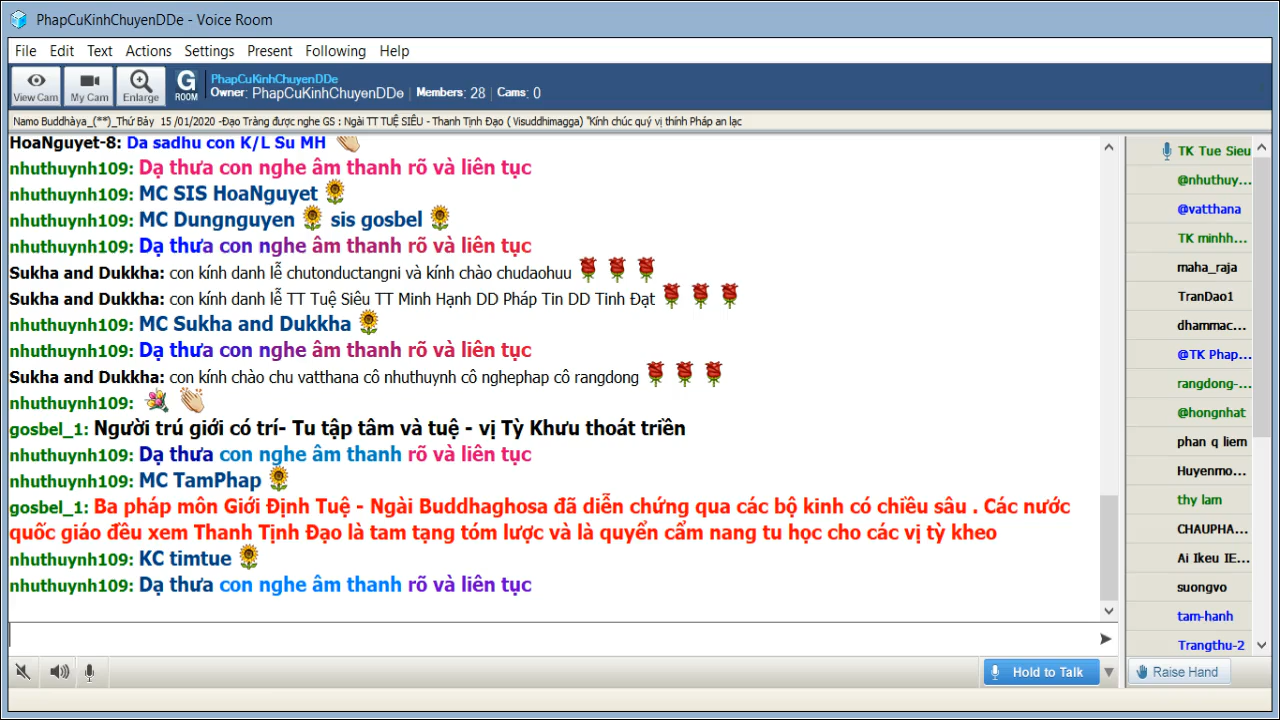 PhapCuKinhChuyenDDe - Voice Room
File Edit Text Actions Settings Present Following Help
View Cam My Cam Enlarge G ROOM
PhapCuKinhChuyenDDe
Owner: PhapCuKinhChuyenDDe Members: 28 Cams: 0
Namo Buddhàya_(**)_Thứ Bảy 15 /01/2020 -Đạo Tràng được nghe GS : Ngài TT TUỆ SIÊU - Thanh Tịnh Đạo ( Visuddhimagga) "Kính chúc quý vị thính Pháp an lạc
HoaNguyet-8: Da sadhu con K/L Su MH
nhuthuynh109: Dạ thưa con nghe âm thanh rõ và liên tục
nhuthuynh109: MC SIS HoaNguyet
nhuthuynh109: MC Dungnguyen sis gosbel
nhuthuynh109: Dạ thưa con nghe âm thanh rõ và liên tục
Sukha and Dukkha: con kính danh lễ chutonductangni và kính chào chudaohuu
Sukha and Dukkha: con kính danh lễ TT Tuệ Siêu TT Minh Hạnh DD Pháp Tin DD Tinh Đạt
nhuthuynh109: MC Sukha and Dukkha
nhuthuynh109: Dạ thưa con nghe âm thanh rõ và liên tục
Sukha and Dukkha: con kính chào chu vatthana cô nhuthuynh cô nghephap cô rangdong
nhuthuynh109:
gosbel_1: Người trú giới có trí- Tu tập tâm và tuệ - vị Tỳ Khưu thoát triền
nhuthuynh109: Dạ thưa con nghe âm thanh rõ và liên tục
nhuthuynh109: MC TamPhap
gosbel_1: Ba pháp môn Giới Định Tuệ - Ngài Buddhaghosa đã diễn chứng qua các bộ kinh có chiều sâu . Các nước
quốc giáo đều xem Thanh Tịnh Đạo là tam tạng tóm lược và là quyển cẩm nang tu học cho các vị tỳ kheo
nhuthuynh109: KC timtue
nhuthuynh109: Dạ thưa con nghe âm thanh rõ và liên tục
TK Tue Sieu
@nhuthuy...
@vatthana
TK minhh...
maha_raja
TranDao1
dhammac...
@TK Phap...
rangdong-...
@hongnhat
phan q liem
Huyenmo...
thy lam
CHAUPHA...
Ai Ikeu IE...
suongvo
tam-hanh
Trangthu-2
Hold to Talk
Raise Hand